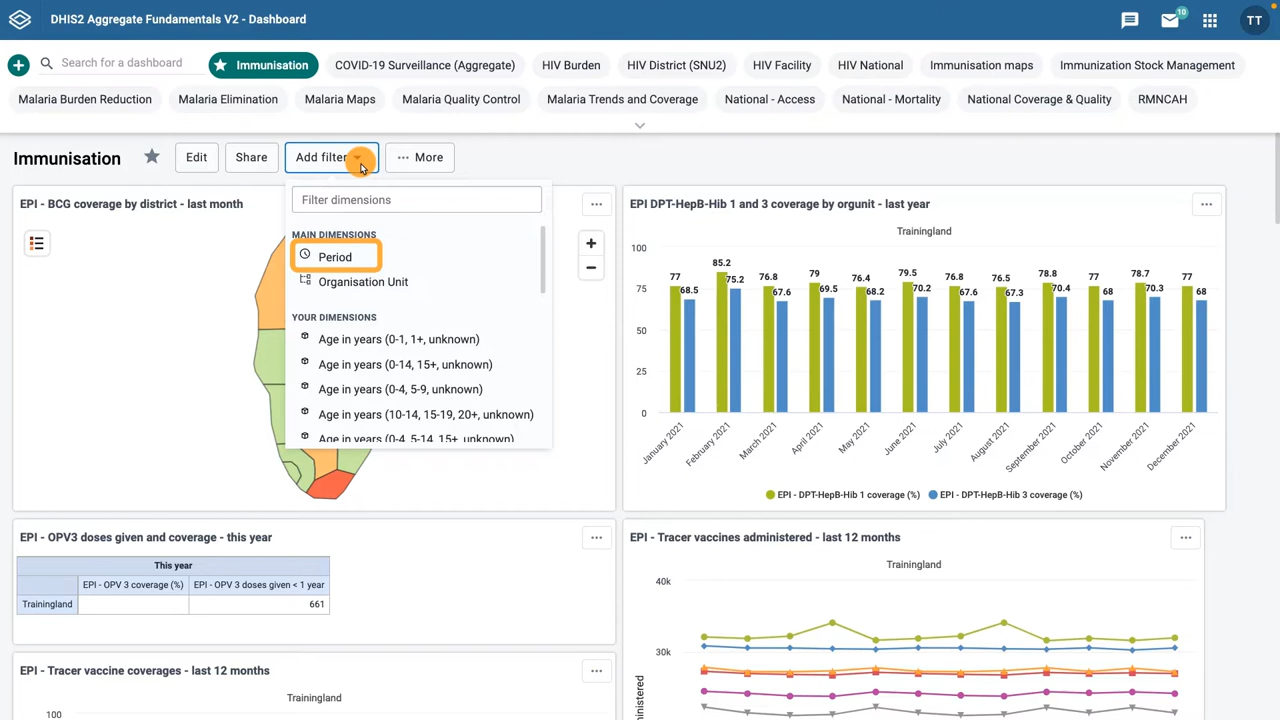 DHIS2 Aggregate Fundamentals V2 - Dashboard
10
TT
Search for a dashboard
Immunisation
COVID-19 Surveillance (Aggregate)
HIV Burden
HIV District (SNU2)
HIV Facility
HIV National
Immunisation maps
Immunization Stock Management
Malaria Burden Reduction
Malaria Elimination
Malaria Maps
Malaria Quality Control
Malaria Trends and Coverage
National - Access
National - Mortality
National Coverage & Quality
RMNCAH
Immunisation
Edit
Share
Add filter
More
EPI - BCG coverage by district - last month
Filter dimensions
MAIN DIMENSIONS
Period
Organisation Unit
YOUR DIMENSIONS
Age in years (0-1, 1+, unknown)
Age in years (0-14, 15+, unknown)
Age in years (0-4, 5-9, unknown)
Age in years (10-14, 15-19, 20+, unknown)
Age in years (0-4, 5-14, 15+, unknown)
EPI DPT-HepB-Hib 1 and 3 coverage by orgunit - last year
Trainingland
100
75
50
25
0
77
68.5
85.2
75.2
76.8
67.6
79
69.5
76.4
68.2
79.5
70.2
76.8
67.6
76.5
67.3
78.8
70.4
77
68
78.7
70.3
77
68
January 2021
February 2021
March 2021
April 2021
May 2021
June 2021
July 2021
August 2021
September 2021
October 2021
November 2021
December 2021
EPI - DPT-HepB-Hib 1 coverage (%)
EPI - DPT-HepB-Hib 3 coverage (%)
EPI - OPV3 doses given and coverage - this year
This year
EPI - OPV 3 coverage (%)
EPI - OPV 3 doses given < 1 year
Trainingland
661
EPI - Tracer vaccines administered - last 12 months
Trainingland
40k
30k
EPI - Tracer vaccine coverages - last 12 months
Trainingland
100